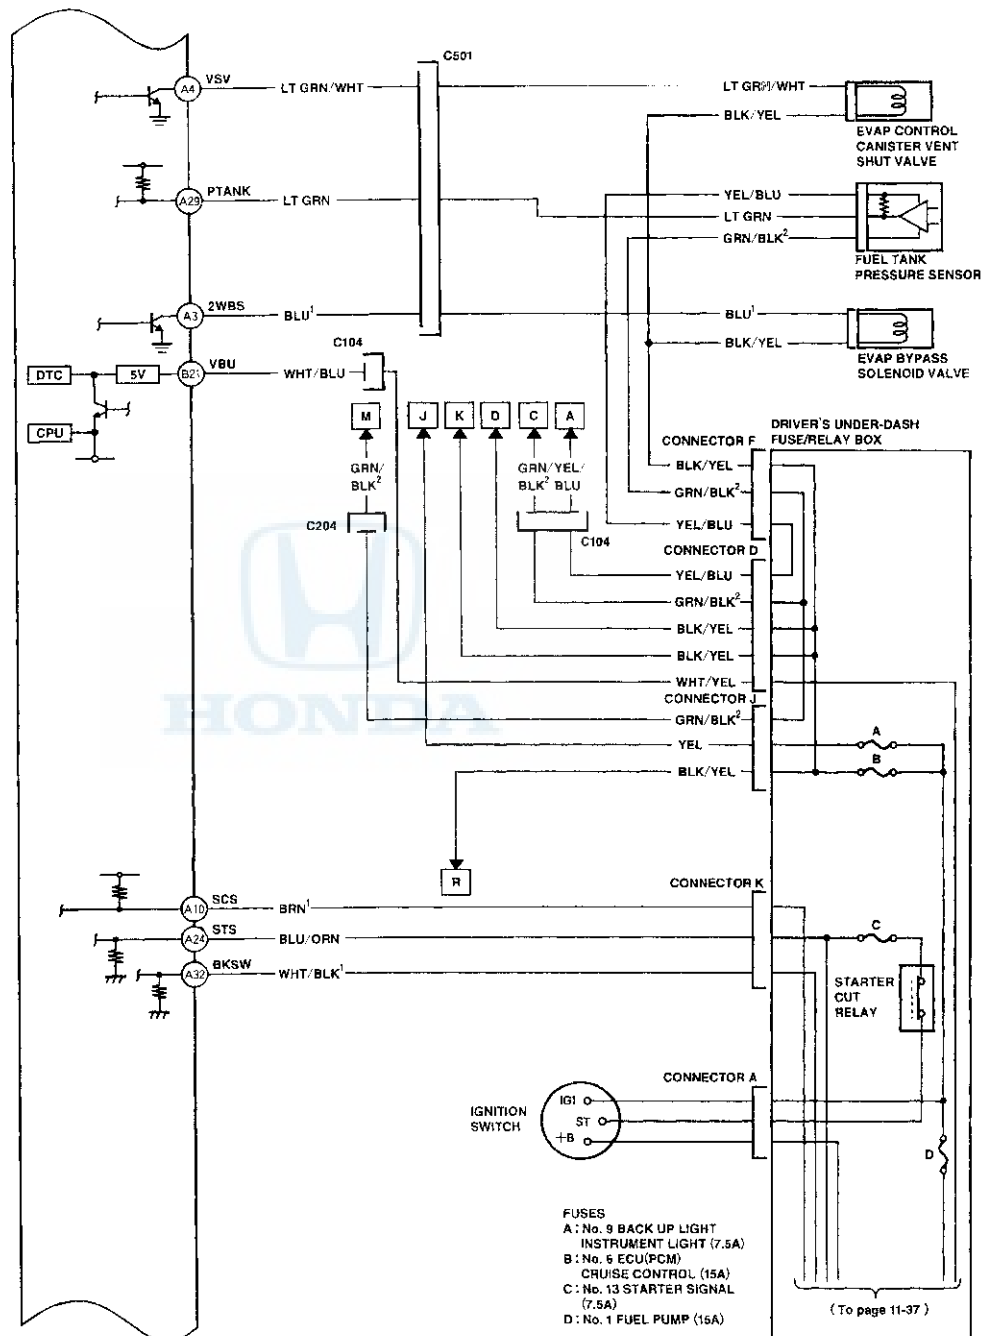 C501
A4 VSV LT GRN/WHT LT GRN/WHT
BLK/YEL
EVAP CONTROL
CANISTER VENT
SHUT VALVE
A29 PTANK LT GRN YEL/BLU
LT GRN
GRN/BLK²
FUEL TANK
PRESSURE SENSOR
A3 2WBS BLU¹ BLU¹
BLK/YEL
EVAP BYPASS
SOLENOID VALVE
C104
DTC 5V B21 VBU WHT/BLU
CPU
M J K D C A
GRN/
BLK²
GRN/
BLK²
YEL/
BLU
C204
C104
DRIVER'S UNDER-DASH
FUSE/RELAY BOX
CONNECTOR F
BLK/YEL
GRN/BLK²
YEL/BLU
CONNECTOR D
YEL/BLU
GRN/BLK²
BLK/YEL
BLK/YEL
WHT/YEL
CONNECTOR J
GRN/BLK²
YEL A
BLK/YEL B
HONDA
R
CONNECTOR K
A10 SCS BRN¹
A24 STS BLU/ORN C
A32 BKSW WHT/BLK¹
STARTER
CUT
RELAY
CONNECTOR A
IGNITION
SWITCH
IG1
ST
+B
D
FUSES
A: No. 9 BACK UP LIGHT
INSTRUMENT LIGHT (7.5A)
B: No. 6 ECU(PCM)
CRUISE CONTROL (15A)
C: No. 13 STARTER SIGNAL
(7.5A)
D: No. 1 FUEL PUMP (15A)
(To page 11-37)